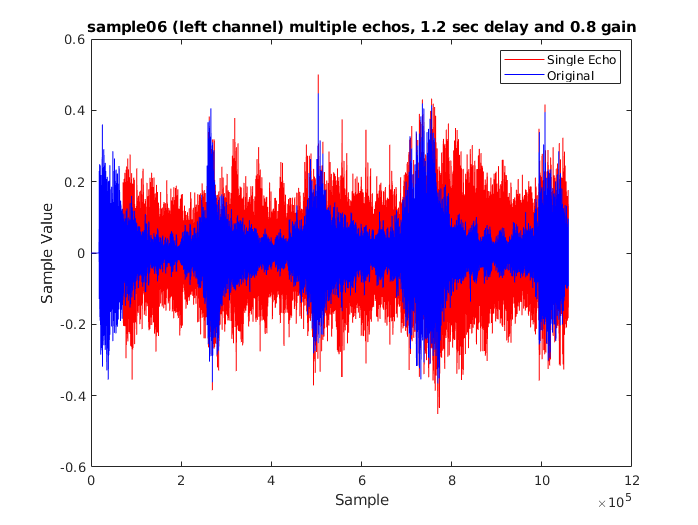 sample06 (left channel) multiple echos, 1.2 sec delay and 0.8 gain
Single Echo
Original
0.6
0.4
0.2
0
-0.2
-0.4
-0.6
Sample Value
0 2 4 6 8 10 12
Sample
×10⁵